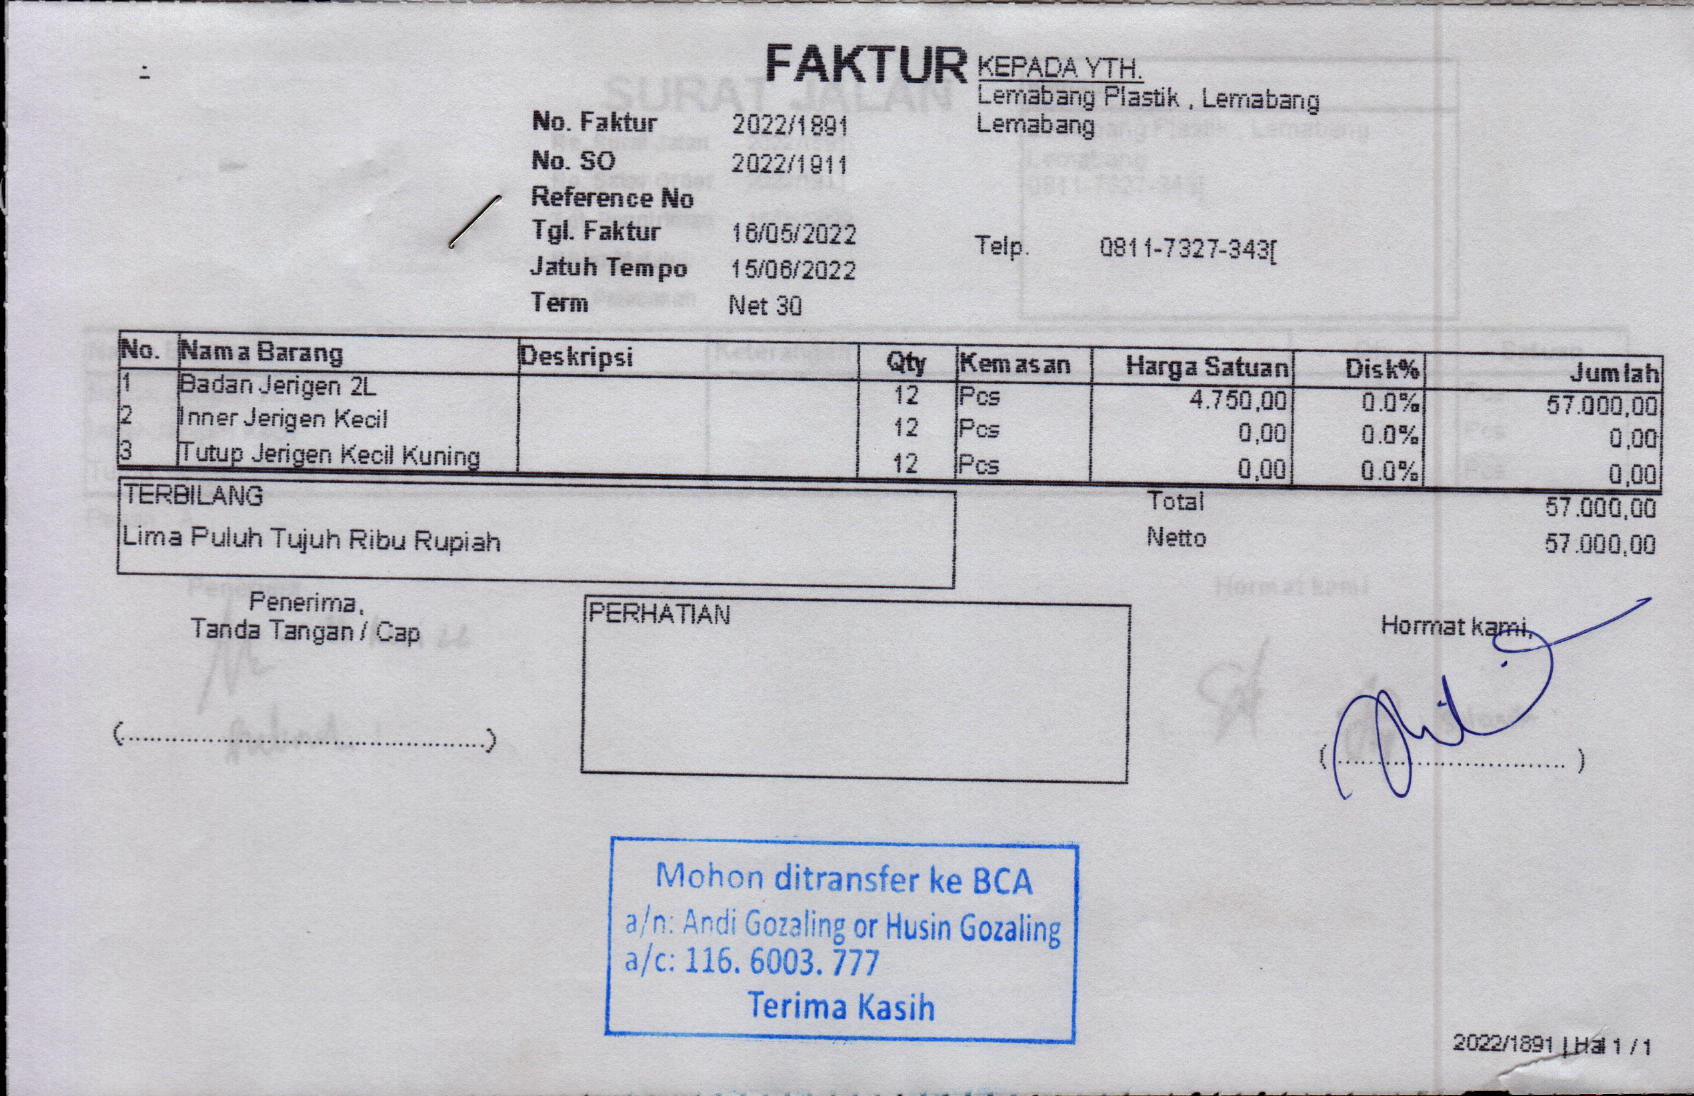 FAKTUR
KEPADA YTH.
Lemabang Plastik , Lemabang
Lemabang
No. Faktur 2022/1891
No. SO 2022/1911
Reference No
Tgl. Faktur 16/05/2022
Jatuh Tempo 15/06/2022
Term Net 30
Telp. 0811-7327-343[
No. Nama Barang Deskripsi Qty Kemasan Harga Satuan Disk% Jumlah
1 Badan Jerigen 2L 12 Pcs 4.750,00 0.0% 57.000,00
2 Inner Jerigen Kecil 12 Pcs 0,00 0.0% 0,00
3 Tutup Jerigen Kecil Kuning 12 Pcs 0,00 0.0% 0,00
TERBILANG
Lima Puluh Tujuh Ribu Rupiah
Total 57.000,00
Netto 57.000,00
Penerima,
Tanda Tangan / Cap
(..................................................)
PERHATIAN
Hormat kami,
(.................................. )
Mohon ditransfer ke BCA
a/n: Andi Gozaling or Husin Gozaling
a/c: 116. 6003. 777
Terima Kasih
2022/1891 | Hal 1 / 1